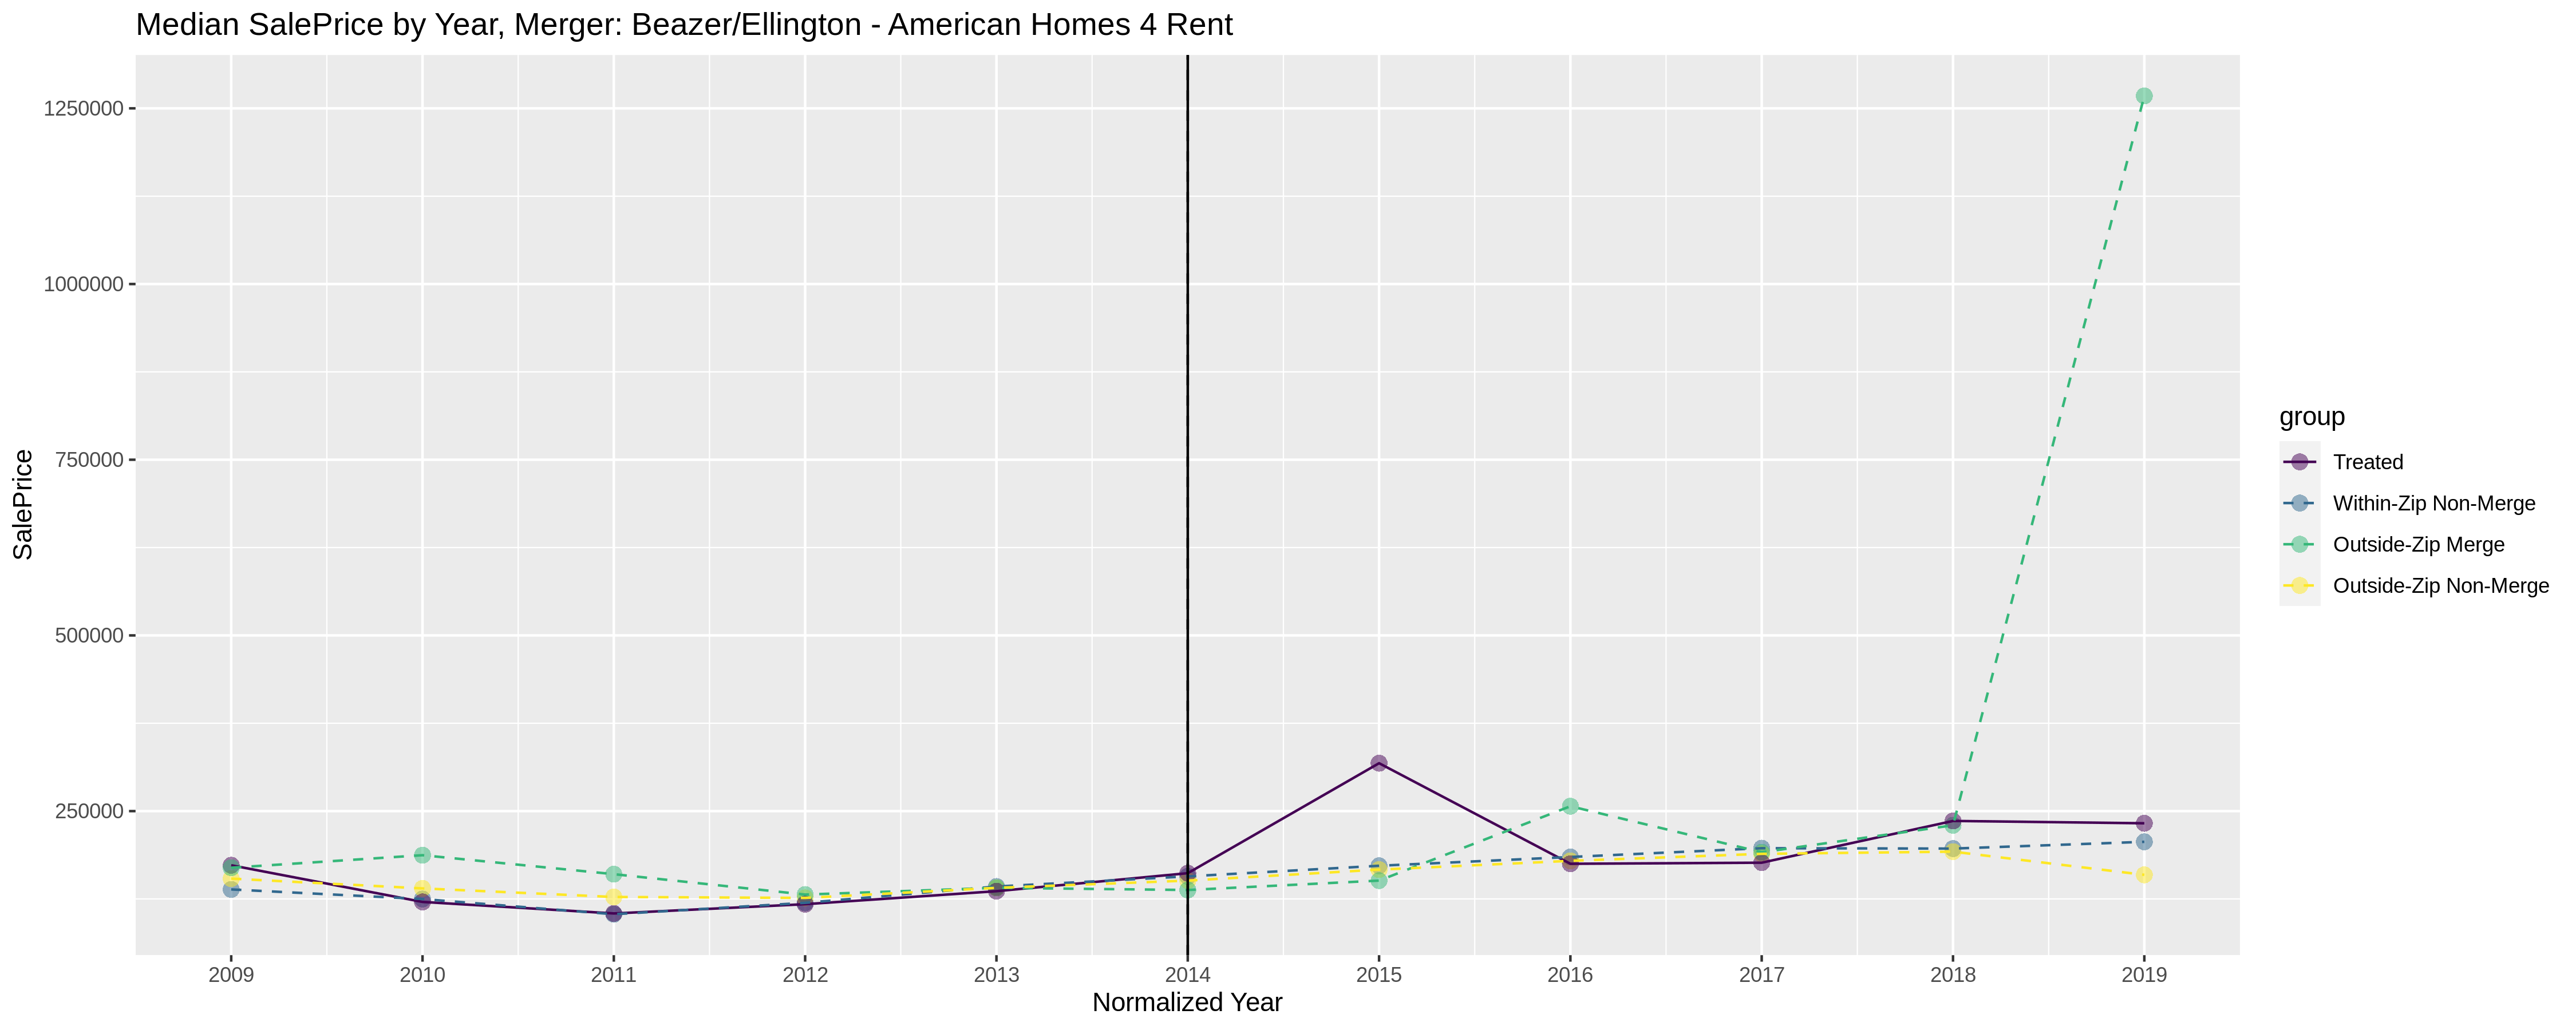 Median SalePrice by Year, Merger: Beazer/Ellington - American Homes 4 Rent
SalePrice
1250000
1000000
750000
500000
250000
2009 2010 2011 2012 2013 2014 2015 2016 2017 2018 2019
Normalized Year
group
Treated
Within-Zip Non-Merge
Outside-Zip Merge
Outside-Zip Non-Merge